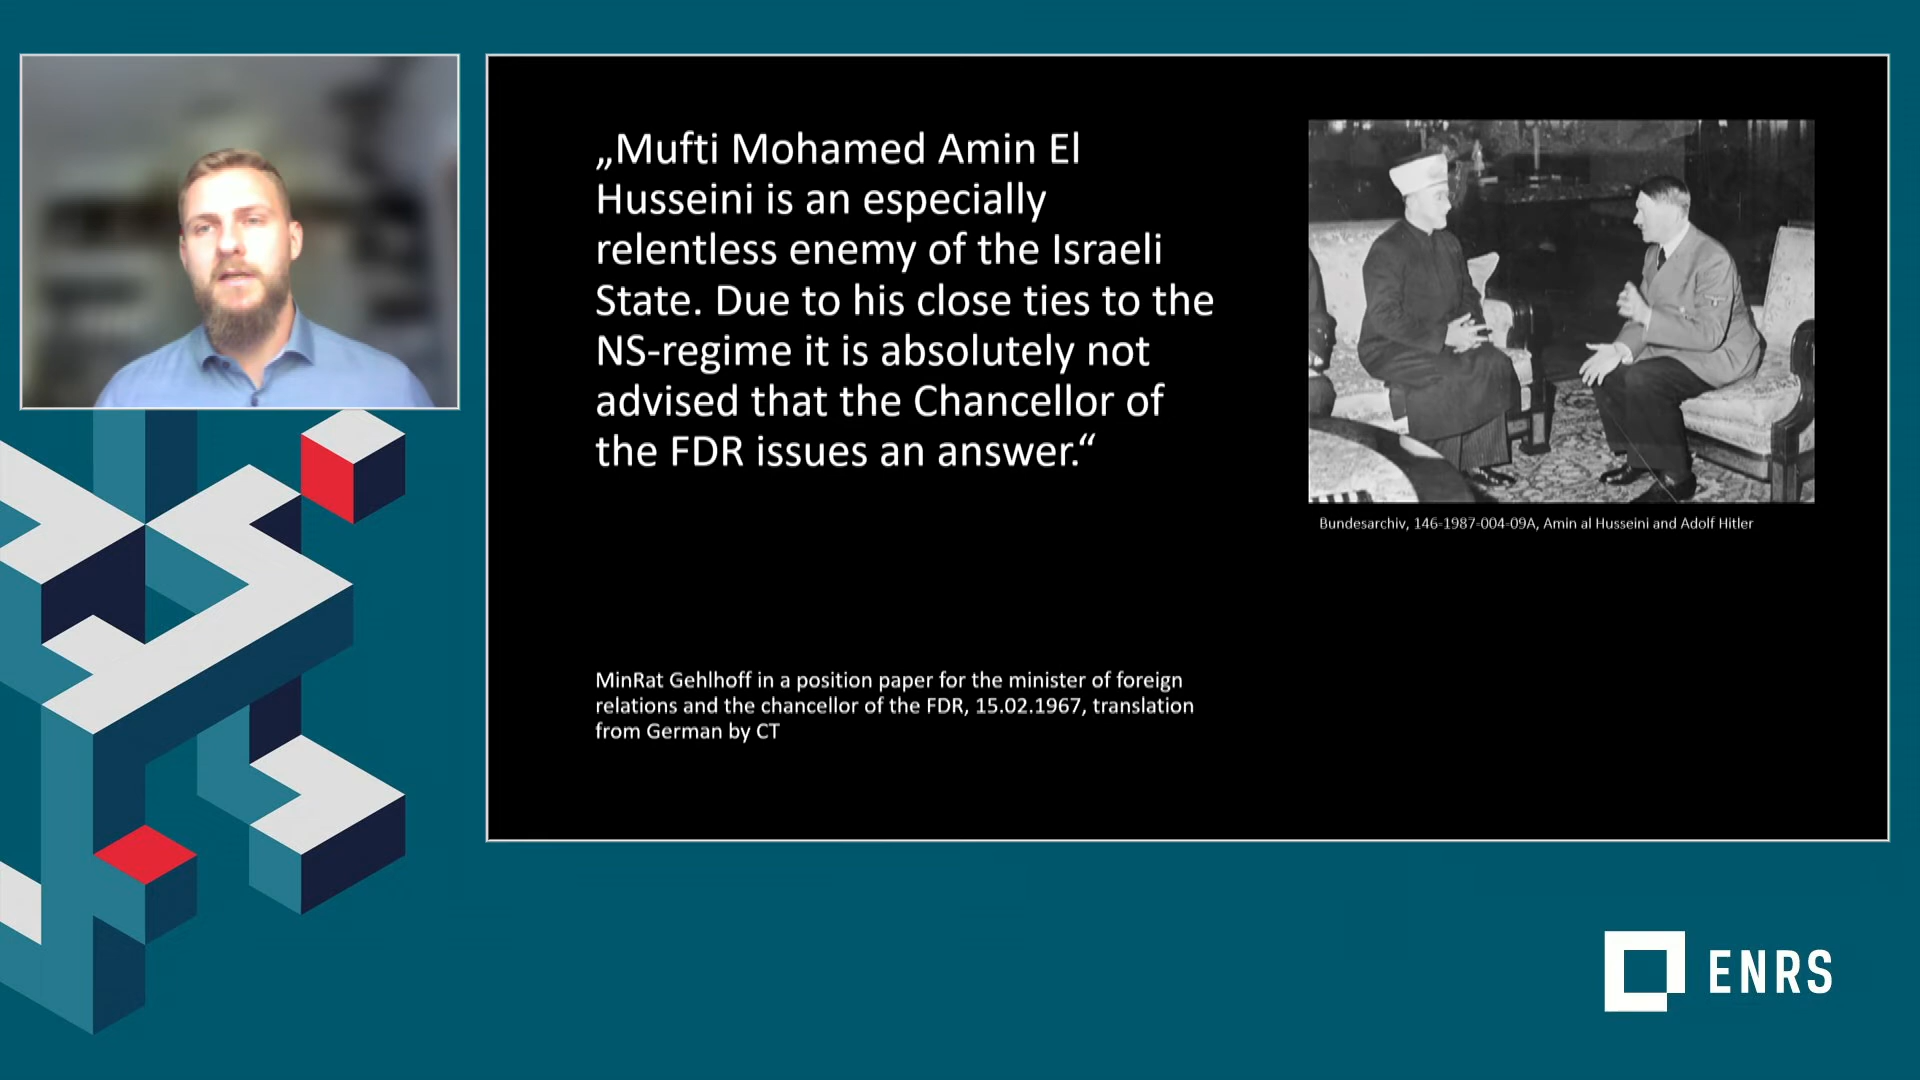 „Mufti Mohamed Amin El
Husseini is an especially
relentless enemy of the Israeli
State. Due to his close ties to the
NS-regime it is absolutely not
advised that the Chancellor of
the FDR issues an answer.“
Bundesarchiv, 146-1987-004-09A, Amin al Husseini and Adolf Hitler
MinRat Gehlhoff in a position paper for the minister of foreign
relations and the chancellor of the FDR, 15.02.1967, translation
from German by CT
ENRS